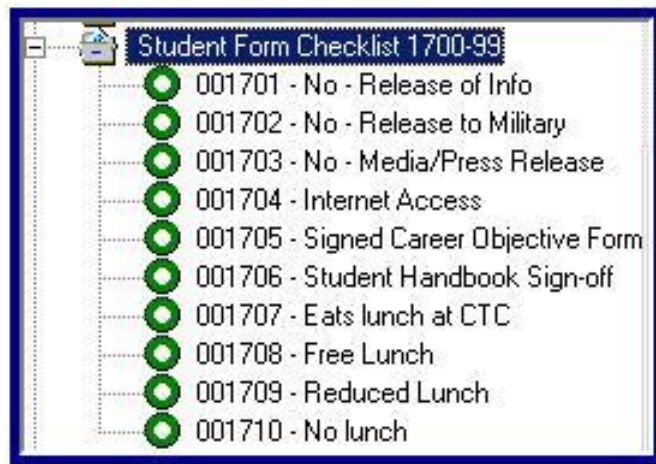 Student Form Checklist 1700-99
001701 - No - Release of Info
001702 - No - Release to Military
001703 - No - Media/Press Release
001704 - Internet Access
001705 - Signed Career Objective Form
001706 - Student Handbook Sign-off
001707 - Eats lunch at CTC
001708 - Free Lunch
001709 - Reduced Lunch
001710 - No lunch